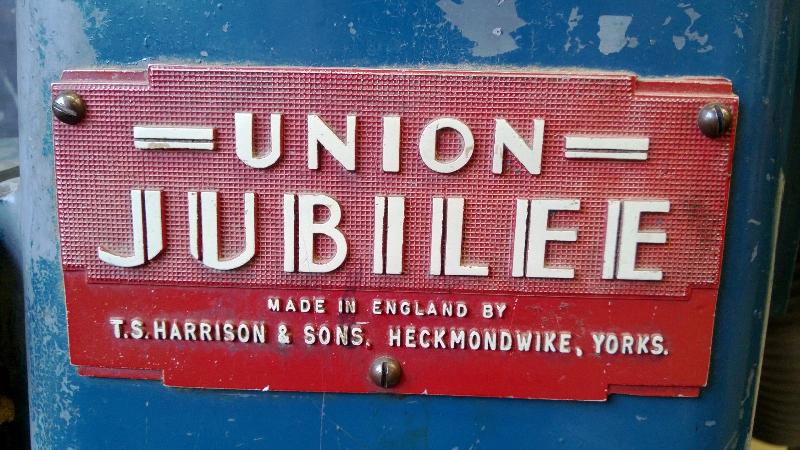 UNION
JUBILEE
MADE IN ENGLAND BY
T.S. HARRISON & SONS. HECKMONDWIKE, YORKS.